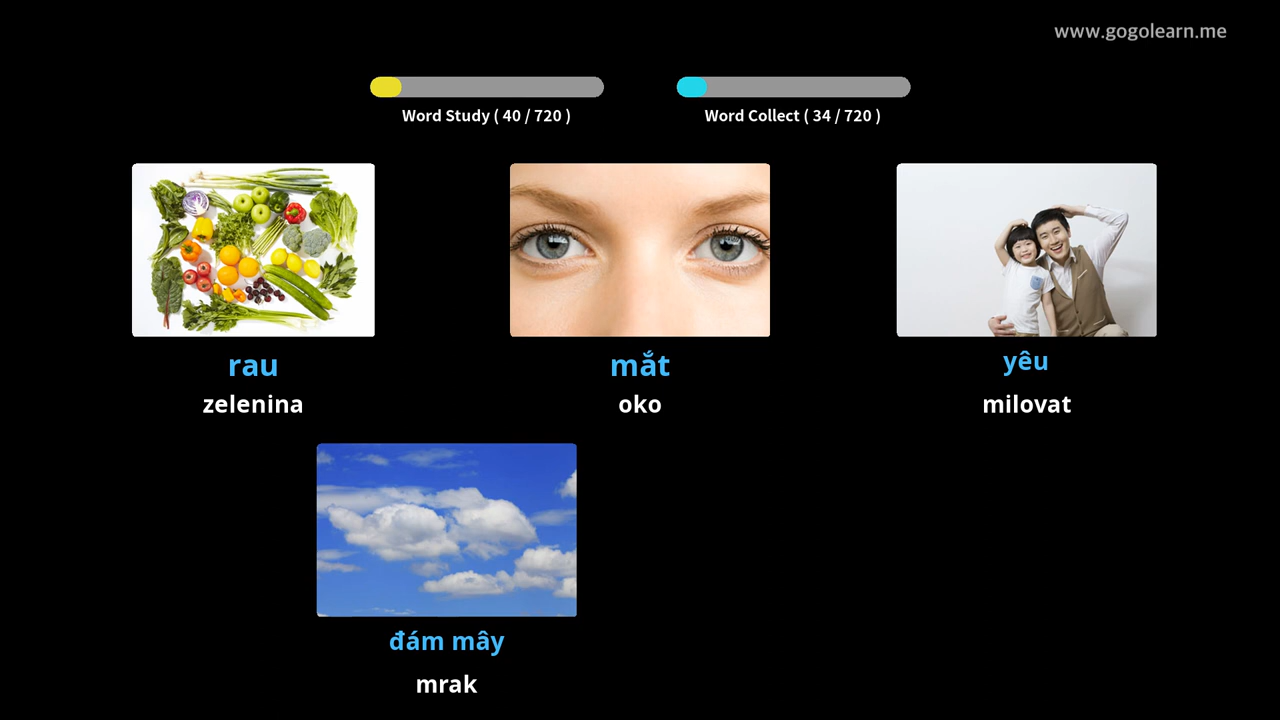 www.gogolearn.me
Word Study ( 40 / 720 )
Word Collect ( 34 / 720 )
rau
zelenina
mắt
oko
yêu
milovat
đám mây
mrak